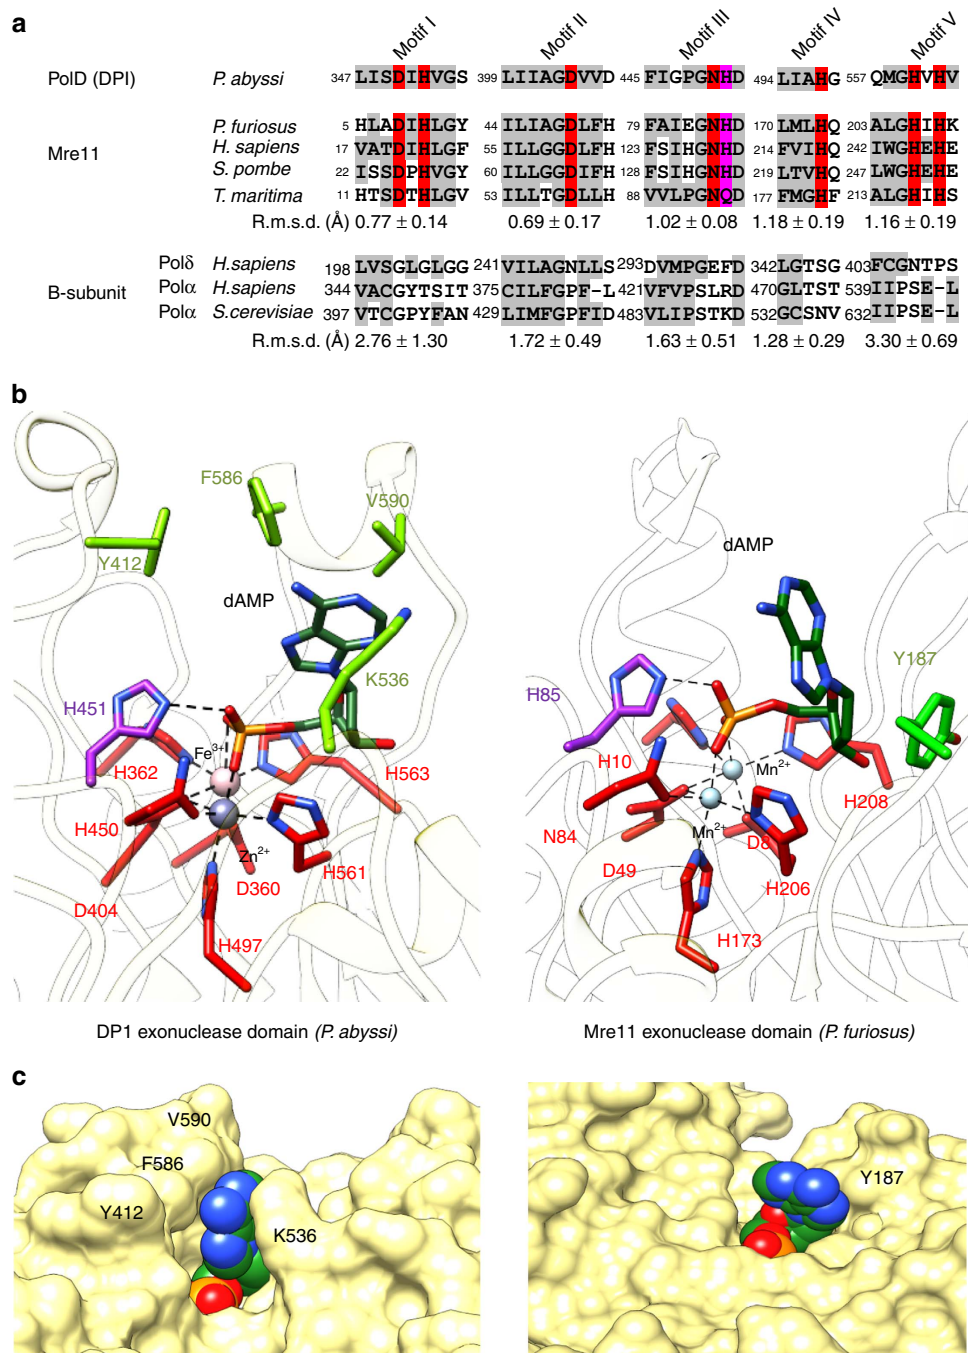 a
Motif I Motif II Motif III Motif IV Motif V
PolD (DPI) P. abyssi 347 LISDIHVGS 399 LIIAGDVVD 445 FIGPGNHD 494 LIAHG 557 QMGHVHV
P. furiosus 5 HLADIHLGY 44 ILIAGDLFH 79 FAIEGNHD 170 LMLHQ 203 ALGHIHK
Mre11 H. sapiens 17 VATDIHLGF 55 ILLGGDLFH 123 FSIHGNHD 214 FVIHQ 242 IWGHEHE
S. pombe 22 ISSDPHVGY 60 ILLGGDIFH 128 FSIHGNHD 219 LTVHQ 247 LWGHEHE
T. maritima 11 HTSDTHLGV 53 ILLTGDLLH 88 VVLPGNQD 177 FMGHF 213 ALGHIHS
R.m.s.d. (Å) 0.77 ± 0.14 0.69 ± 0.17 1.02 ± 0.08 1.18 ± 0.19 1.16 ± 0.19
Polδ H.sapiens 198 LVSGLGLGG 241 VILAGNLLS 293 DVMPGEFD 342 LGTSG 403 FCGNTPS
B-subunit Polα H.sapiens 344 VACGYTSIT 375 CILFGPF-L 421 VFVPSLRD 470 GLTST 539 IIPSE-L
Polα S.cerevisiae 397 VTCGPYFAN 429 LIMFGPFID 483 VLIPSTKD 532 GCSNV 632 IIPSE-L
R.m.s.d. (Å) 2.76 ± 1.30 1.72 ± 0.49 1.63 ± 0.51 1.28 ± 0.29 3.30 ± 0.69
b
F586
V590
Y412
dAMP
K536
H451
Fe3+
H362
H563
H450
Zn2+
H561
D360
D404
H497
dAMP
Y187
H85
H10
Mn2+
H208
N84
Mn2+
D8
D49
H206
H173
DP1 exonuclease domain (P. abyssi) Mre11 exonuclease domain (P. furiosus)
c
V590
F586
Y412
K536
Y187